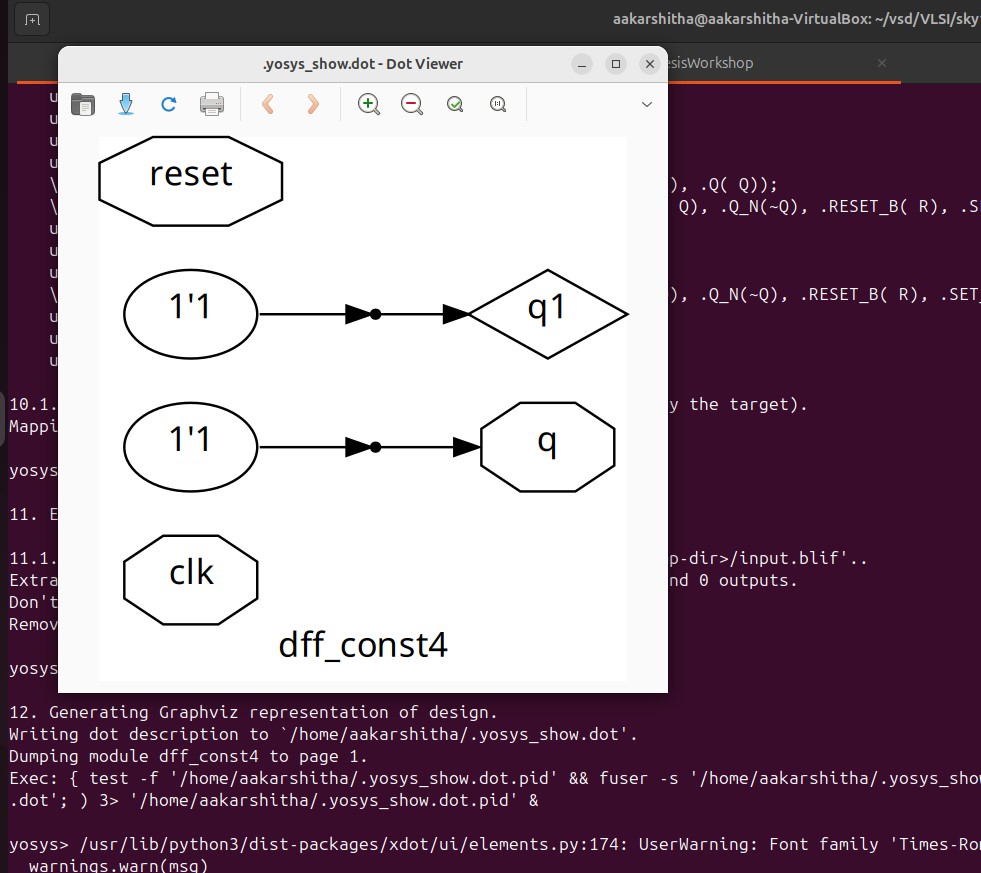 aakarshitha@aakarshitha-VirtualBox: ~/vsd/VLSI/sky
.yosys_show.dot - Dot Viewer
esisWorkshop
reset
1'1
q1
1'1
q
clk
dff_const4
u
u
u
u
\ ), .Q( Q));
\ Q), .Q_N(~Q), .RESET_B( R), .S
u
u
u
\ ), .Q_N(~Q), .RESET_B( R), .SET_
u
u
u
10.1. y the target).
Mappi
yosys
11. E
11.1. p-dir>/input.blif'..
Extra nd 0 outputs.
Don't
Remov
yosys
12. Generating Graphviz representation of design.
Writing dot description to `/home/aakarshitha/.yosys_show.dot'.
Dumping module dff_const4 to page 1.
Exec: { test -f '/home/aakarshitha/.yosys_show.dot.pid' && fuser -s '/home/aakarshitha/.yosys_show
.dot'; ) 3> '/home/aakarshitha/.yosys_show.dot.pid' &
yosys> /usr/lib/python3/dist-packages/xdot/ui/elements.py:174: UserWarning: Font family 'Times-Ro
warnings.warn(msg)